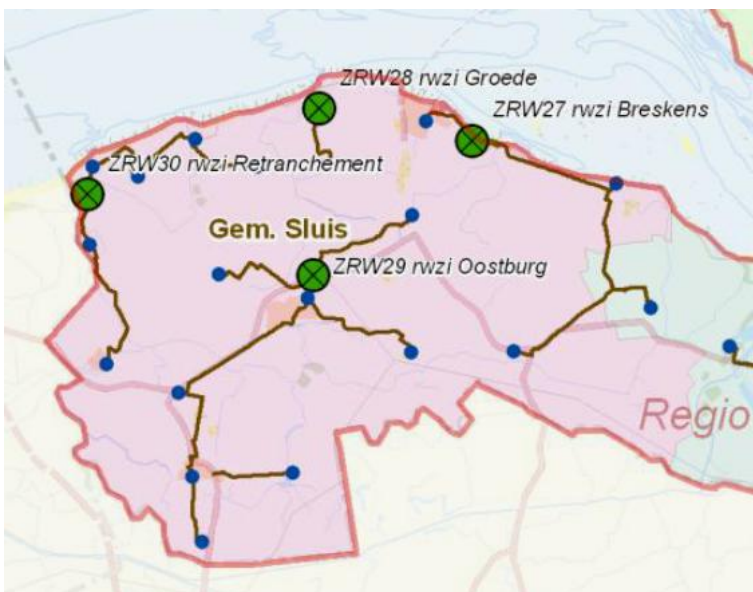 ZRW28 rwzi Groede
ZRW27 rwzi Breskens
ZRW30 rwzi Retranchement
Gem. Sluis
ZRW29 rwzi Oostburg
Regio